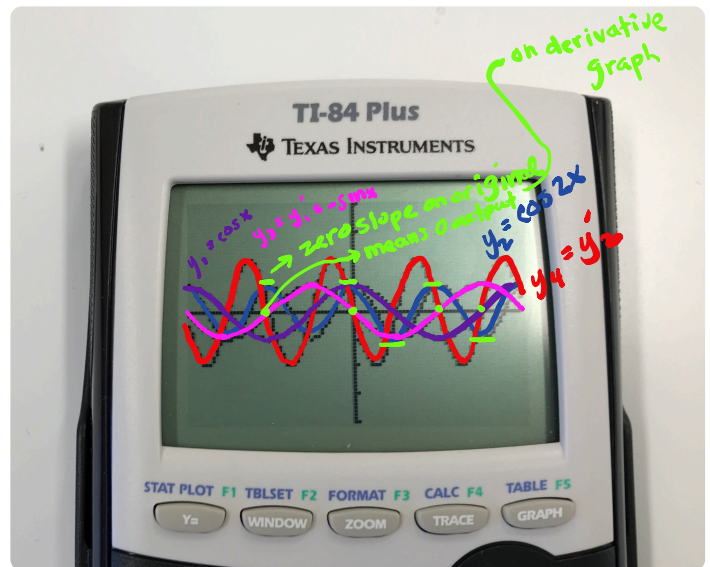 on derivative
graph
TI-84 Plus
TEXAS INSTRUMENTS
y₁ = cosx
y₃ = y₁' = -sinx
→ zero slope on original
means 0 output
y₂ = cos 2x
y₄ = y₂'
STAT PLOT F1 TBLSET F2 FORMAT F3 CALC F4 TABLE F5
Y= WINDOW ZOOM TRACE GRAPH